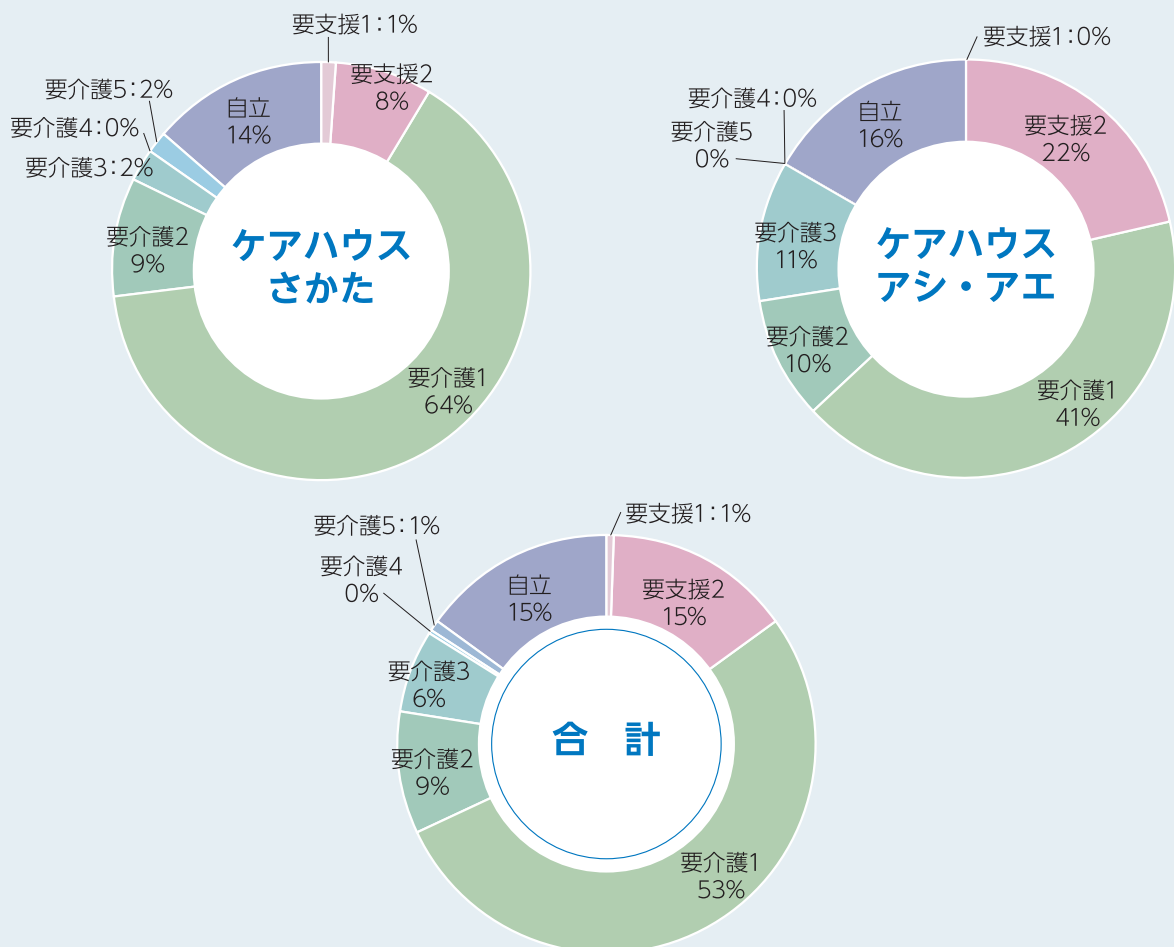 要支援1：1%
要支援2
8%
要介護1
64%
要介護2
9%
要介護3：2%
要介護4：0%
要介護5：2%
自立
14%
ケアハウス
さかた
要支援1：0%
要支援2
22%
要介護1
41%
要介護2
10%
要介護3
11%
要介護4：0%
要介護5
0%
自立
16%
ケアハウス
アシ・アエ
要支援1：1%
要支援2
15%
要介護1
53%
要介護2
9%
要介護3
6%
要介護4
0%
要介護5：1%
自立
15%
合　計